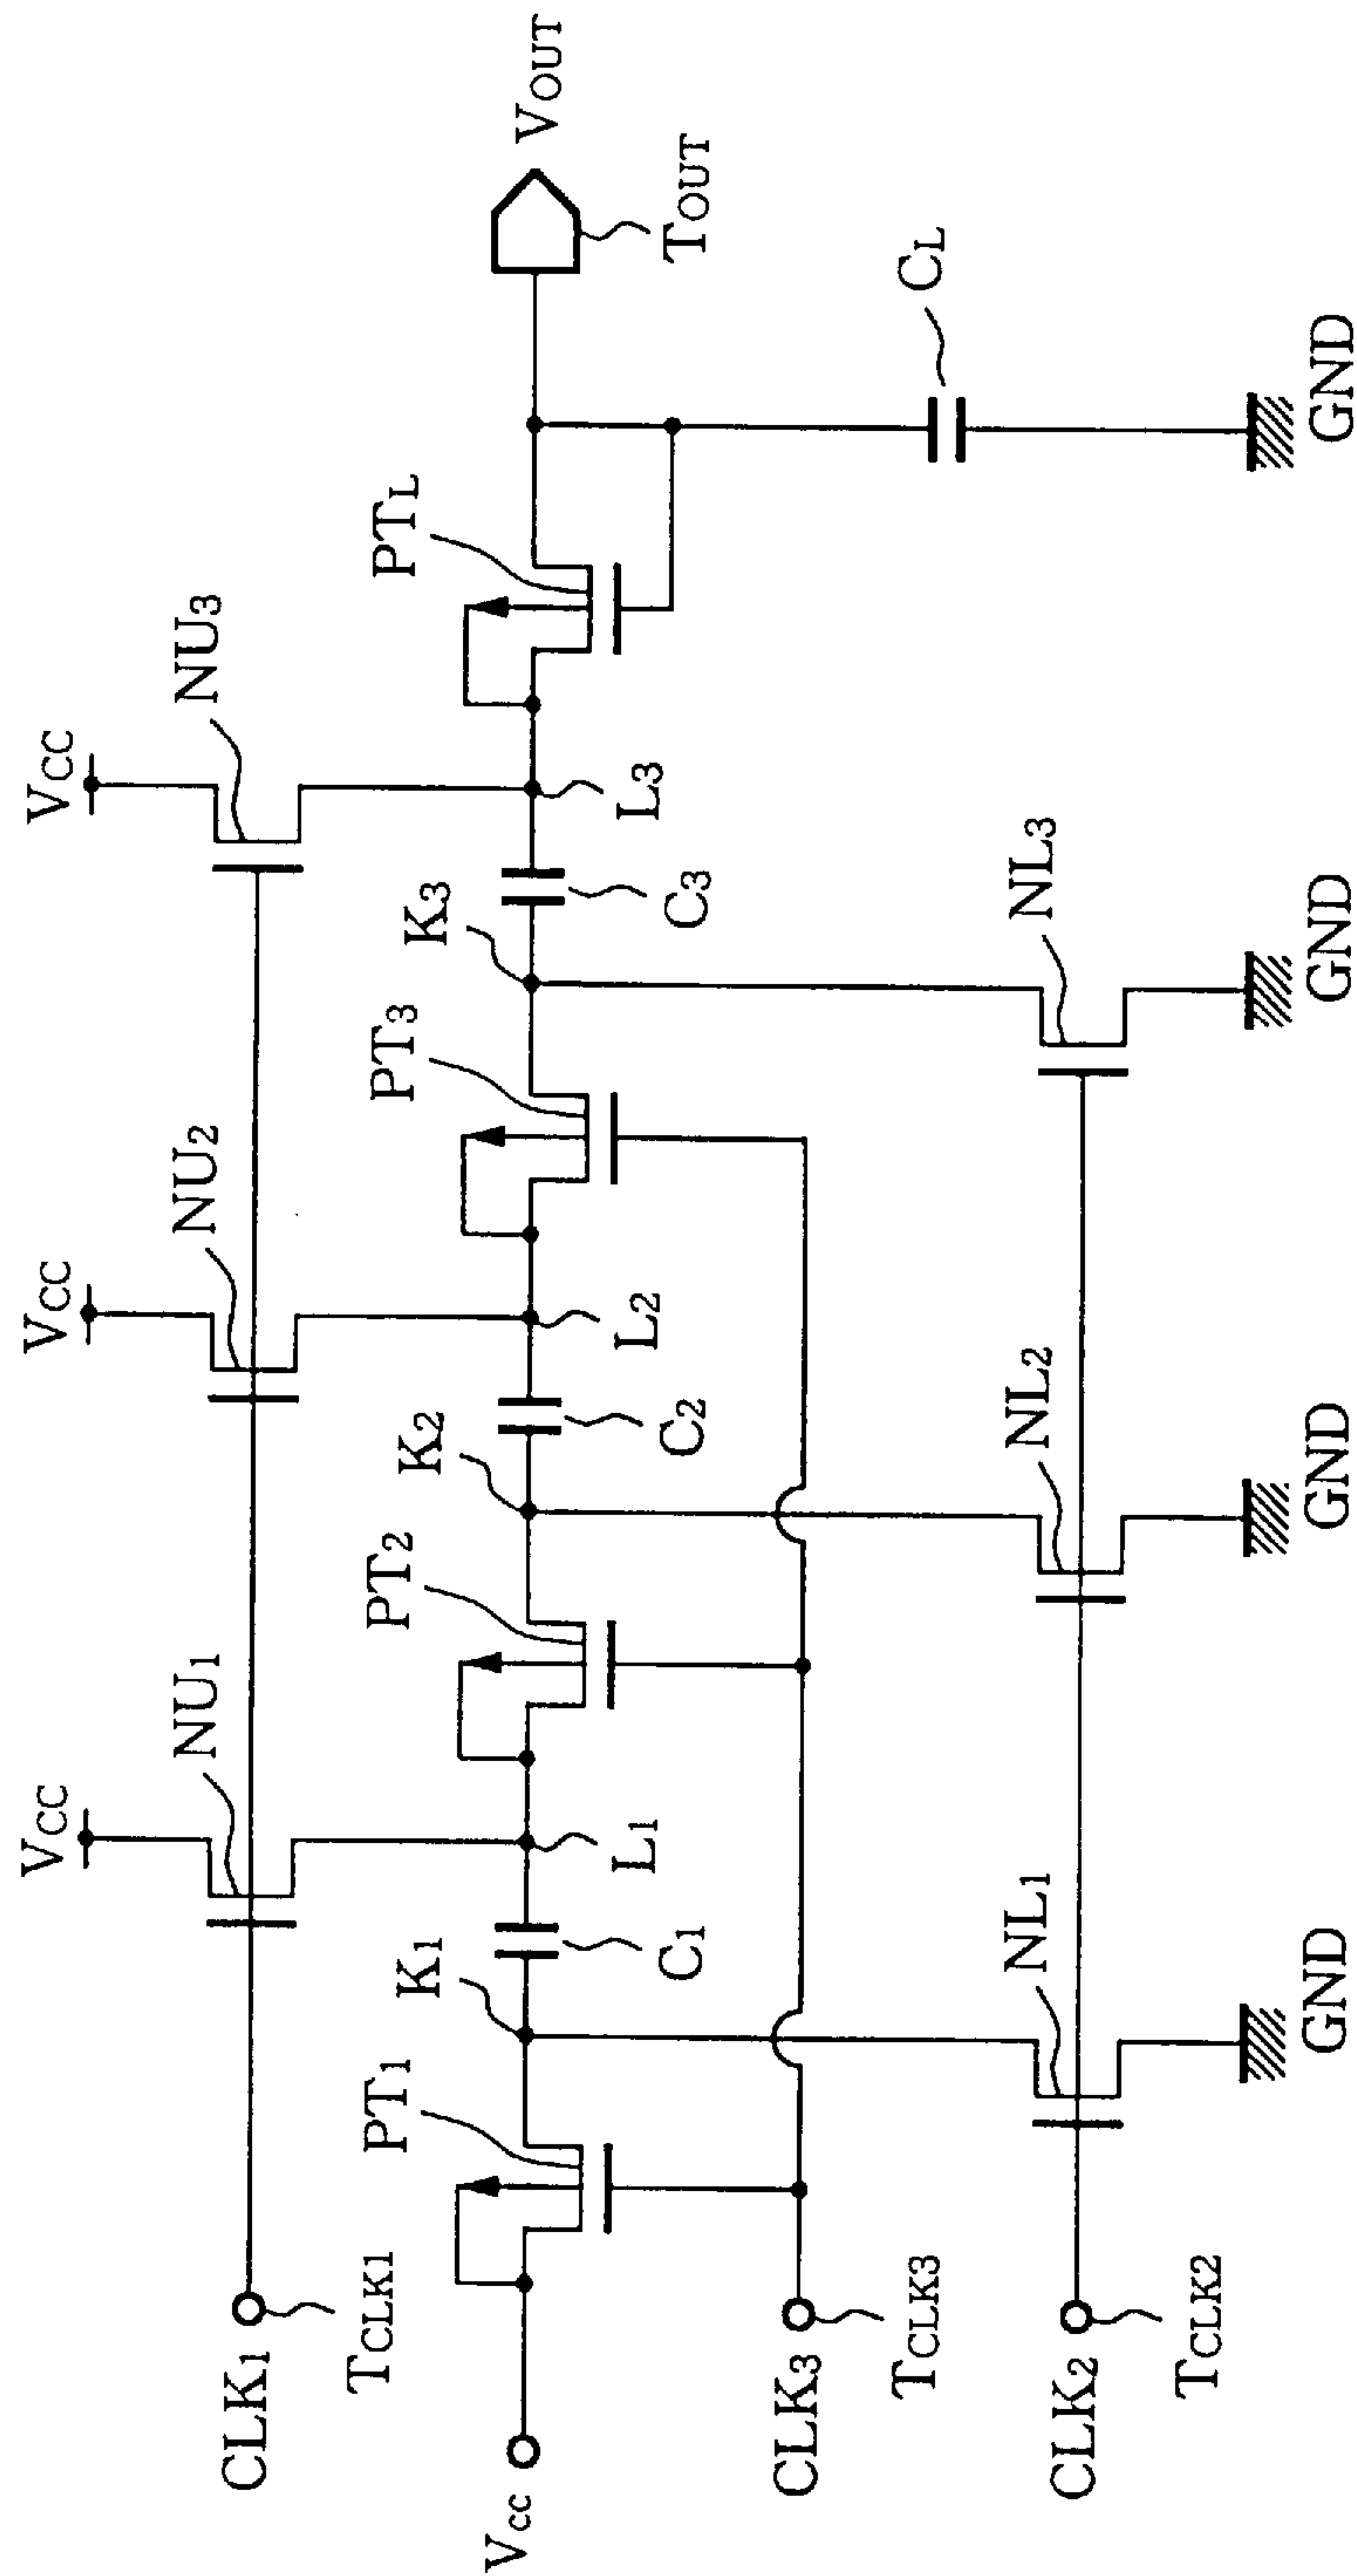 VCC VCC VCC
NU1 NU2 NU3
CLK1
TCLK1
PT1 K1 PT2 K2 PT3 K3 PTL
Vcc
VOUT
TOUT
C1 L1 C2 L2 C3 L3
CLK3
TCLK3
CL
NL1 NL2 NL3
CLK2
TCLK2
GND GND GND GND